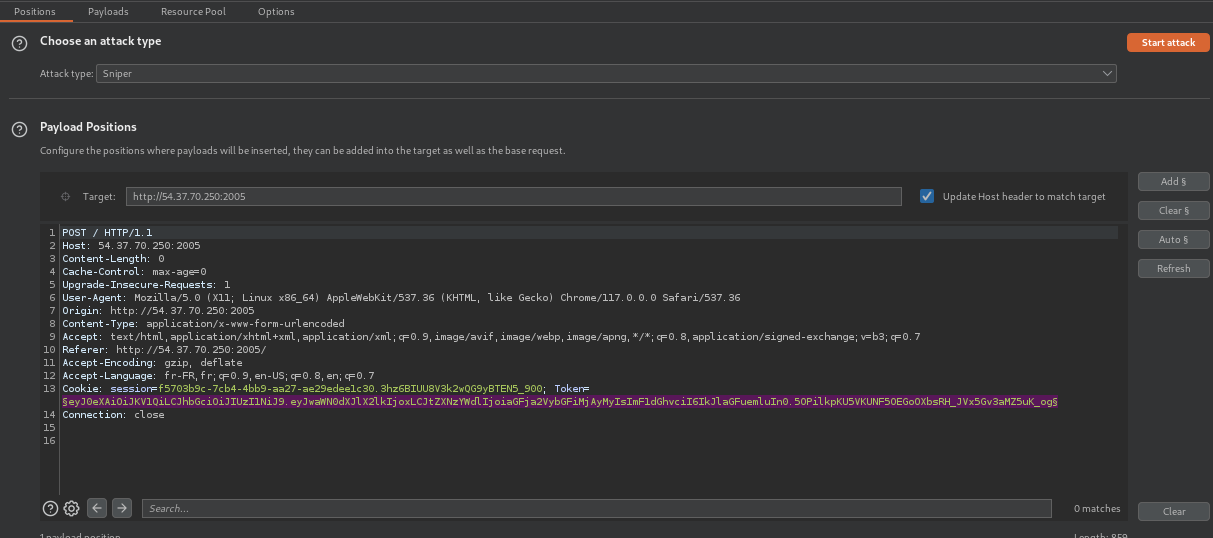 Positions Payloads Resource Pool Options
Choose an attack type
Start attack
Attack type: Sniper
Payload Positions
Configure the positions where payloads will be inserted, they can be added into the target as well as the base request.
Add §
Target: http://54.37.70.250:2005 Update Host header to match target
Clear §
1 POST / HTTP/1.1
2 Host: 54.37.70.250:2005
Auto §
3 Content-Length: 0
4 Cache-Control: max-age=0
Refresh
5 Upgrade-Insecure-Requests: 1
6 User-Agent: Mozilla/5.0 (X11; Linux x86_64) AppleWebKit/537.36 (KHTML, like Gecko) Chrome/117.0.0.0 Safari/537.36
7 Origin: http://54.37.70.250:2005
8 Content-Type: application/x-www-form-urlencoded
9 Accept: text/html,application/xhtml+xml,application/xml;q=0.9,image/avif,image/webp,image/apng,*/*;q=0.8,application/signed-exchange;v=b3;q=0.7
10 Referer: http://54.37.70.250:2005/
11 Accept-Encoding: gzip, deflate
12 Accept-Language: fr-FR,fr;q=0.9,en-US;q=0.8,en;q=0.7
13 Cookie: session=f5703b9c-7cb4-4bb9-aa27-ae29edee1c30.3hz6BIUU8V3k2wQG9yBTEN5_90O; Token=
§eyJ0eXAiOiJKV1QiLCJhbGciOiJIUzI1NiJ9.eyJwaWN0dXJlX2lkIjoxLCJtZXNzYWdlIjoiaGFja2VybGFiMjAyMyIsImF1dGhvciI6IkJlaGFuemluIn0.5OPilkpKU5VKUNF5OEGoOXbsRH_JVx5Gv3aMZ5uK_og§
14 Connection: close
15
16
Search...
0 matches
Clear
1 payload position
Length: 859